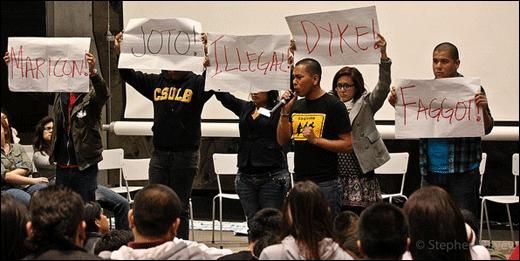 MARICON!
JOTO!
ILLEGAL!
DYKE!
FAGGOT!
CSULB
© Stephen